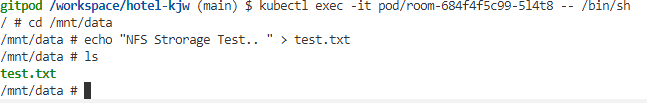 gitpod /workspace/hotel-kjw (main) $ kubectl exec -it pod/room-684f4f5c99-5l4t8 -- /bin/sh
/ # cd /mnt/data
/mnt/data # echo "NFS Strorage Test.. " > test.txt
/mnt/data # ls
test.txt
/mnt/data #